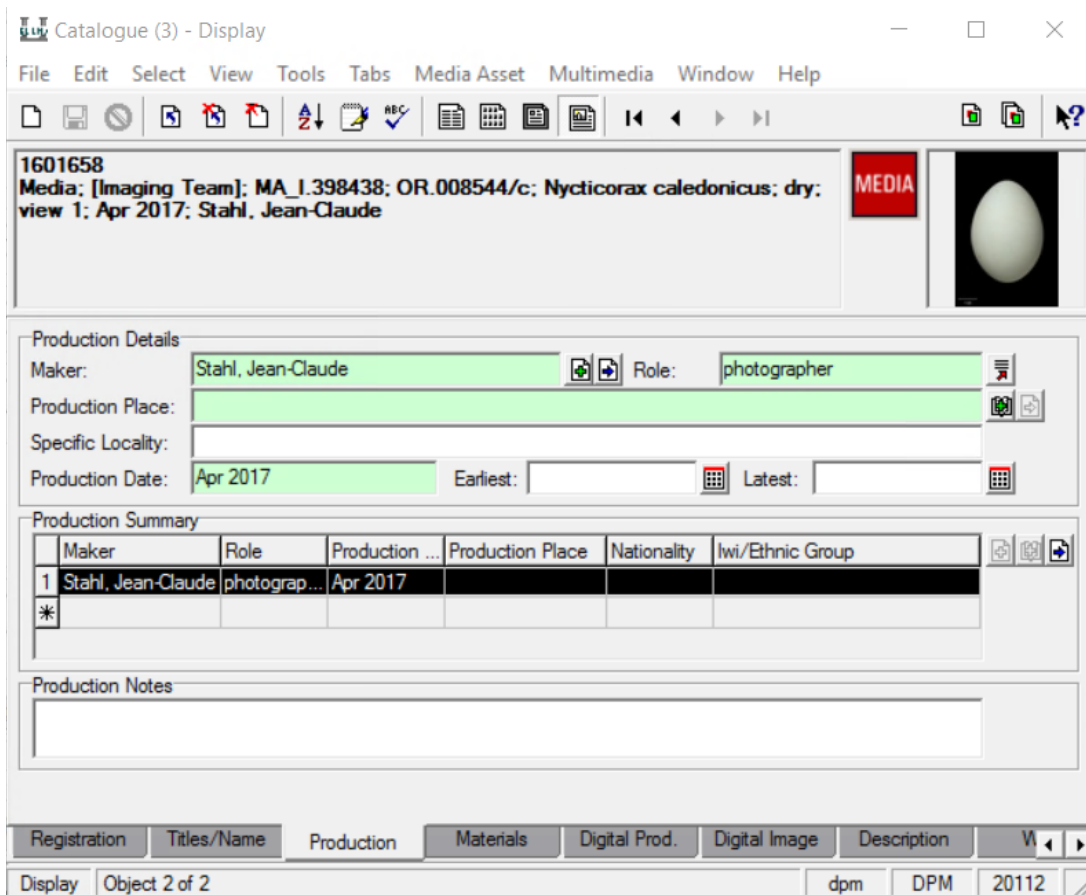 Catalogue (3) - Display
File Edit Select View Tools Tabs Media Asset Multimedia Window Help
1601658
Media; [Imaging Team]; MA_I.398438; OR.008544/c; Nycticorax caledonicus; dry;
view 1; Apr 2017; Stahl, Jean-Claude
MEDIA
Production Details
Maker: Stahl, Jean-Claude Role: photographer
Production Place:
Specific Locality:
Production Date: Apr 2017 Earliest: Latest:
Production Summary
Maker Role Production ... Production Place Nationality Iwi/Ethnic Group
1 Stahl, Jean-Claude photograp... Apr 2017
Production Notes
Registration Titles/Name Production Materials Digital Prod. Digital Image Description
Display Object 2 of 2 dpm DPM 20112